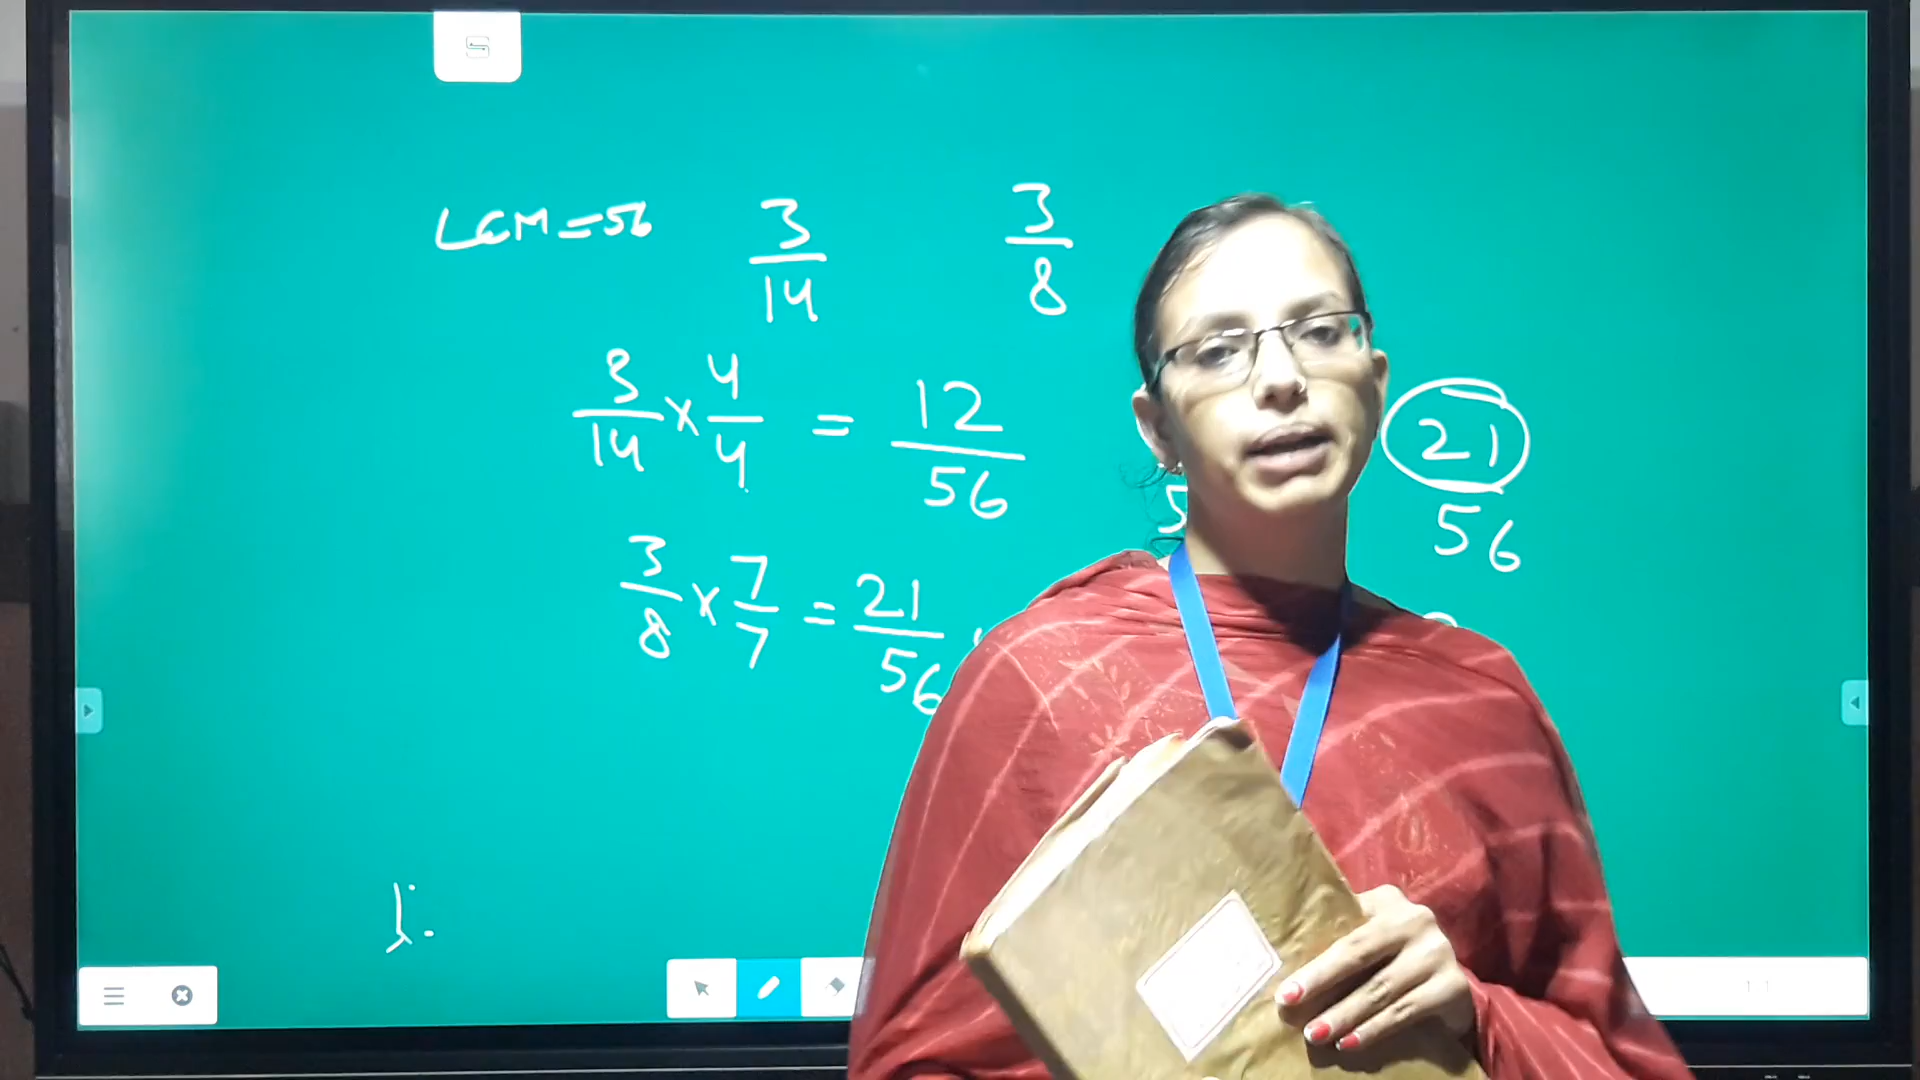 LCM = 56
3/14
3/8
3/14 × 4/4 = 12/56
5
21/56
3/8 × 7/7 = 21/56